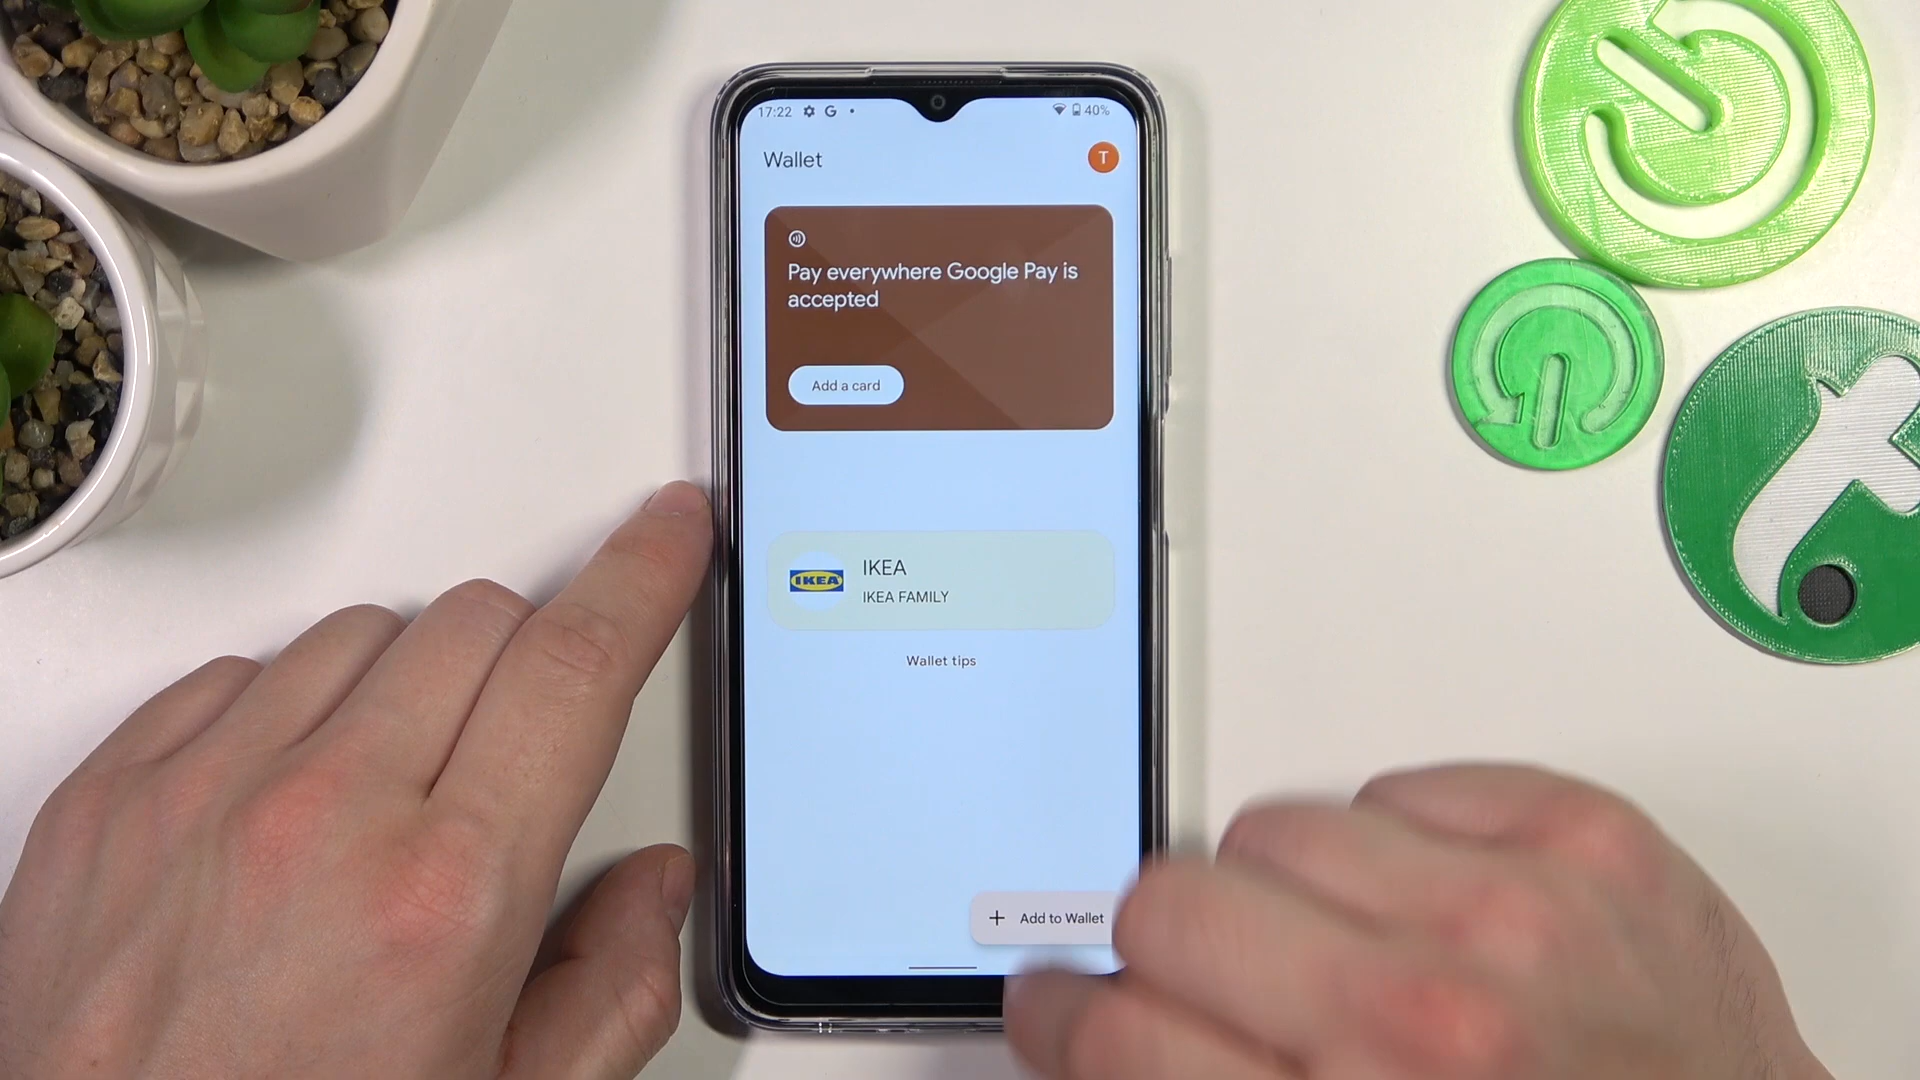 17:22 G 40%
Wallet
T
Pay everywhere Google Pay is
accepted
Add a card
IKEA
IKEA
IKEA FAMILY
Wallet tips
+ Add to Wallet